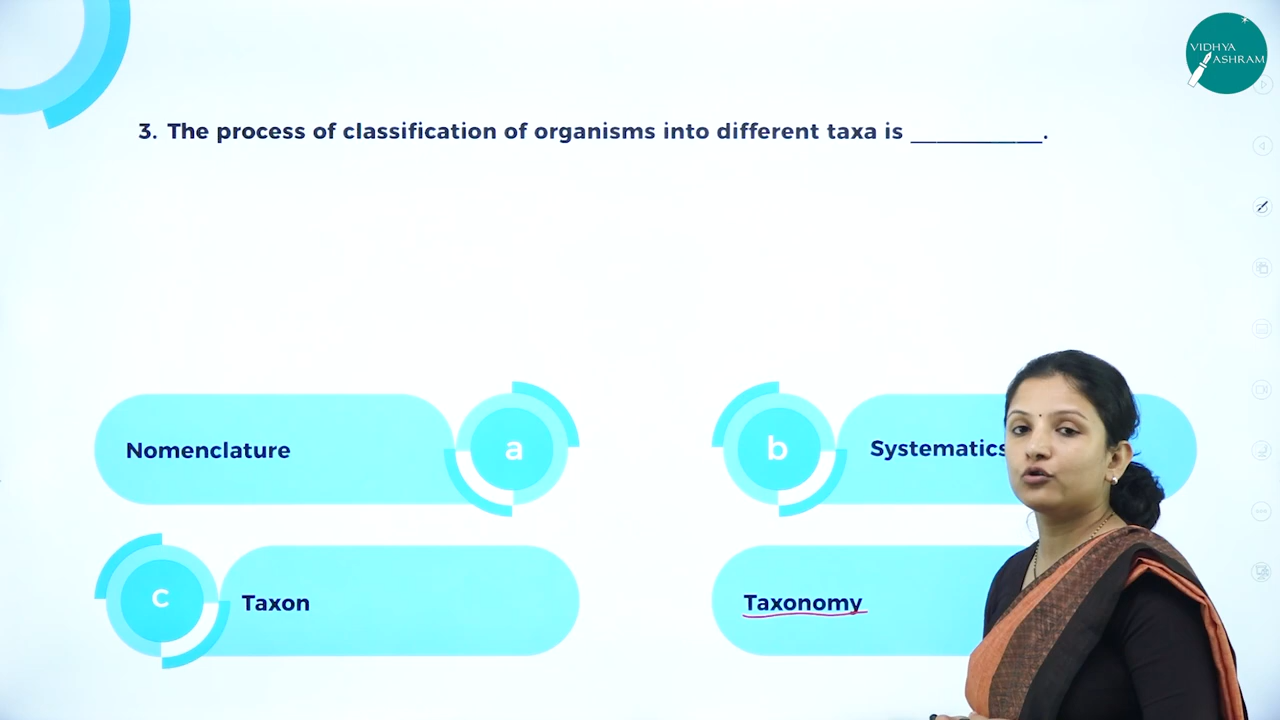 VIDHYA
ASHRAM
3. The process of classification of organisms into different taxa is ___________.
Nomenclature
a
b
Systematics
c
Taxon
Taxonomy